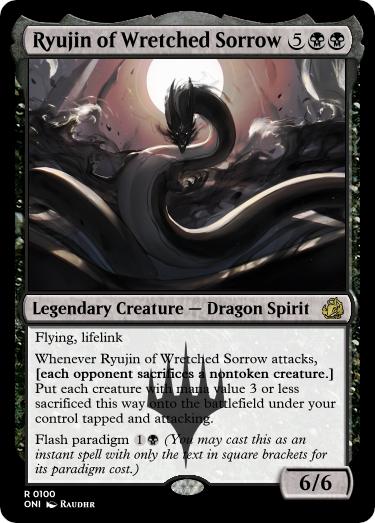 Ryujin of Wretched Sorrow 5
Legendary Creature — Dragon Spirit
Flying, lifelink
Whenever Ryujin of Wretched Sorrow attacks,
[each opponent sacrifices a nontoken creature.]
Put each creature with mana value 3 or less
sacrificed this way onto the battlefield under your
control tapped and attacking.
Flash paradigm 1 (You may cast this as an
instant spell with only the text in square brackets for
its paradigm cost.)
6/6
R 0100
ONI RAUDHR